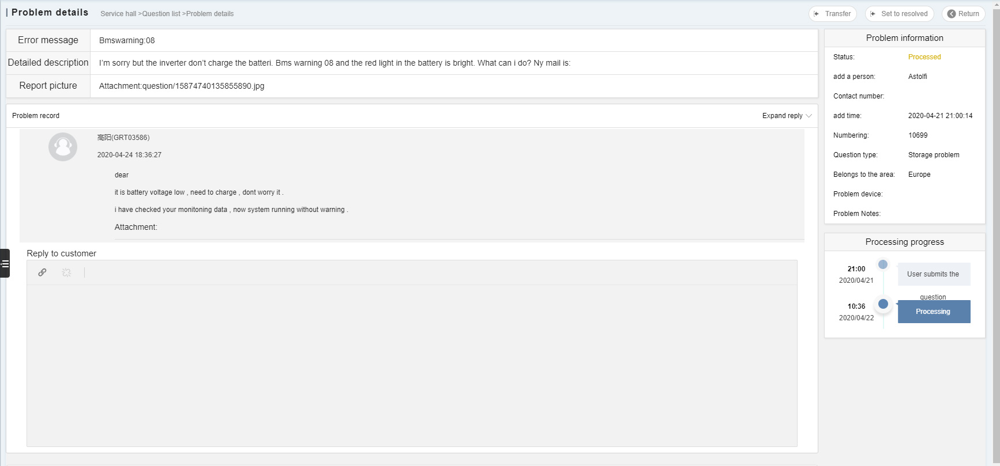 Problem details
Service hall >Question list >Problem details
Transfer
Set to resolved
Return
Error message
Bmswarning:08
Detailed description
I'm sorry but the inverter don't charge the batteri. Bms warning 08 and the red light in the battery is bright. What can i do? Ny mail is:
Report picture
Attachment:question/15874740135855890.jpg
Problem record
Expand reply
高阳(GRT03586)
2020-04-24 18:36:27
dear
it is battery voltage low , need to charge , dont worry it .
i have checked your monitoning data , now system running without warning .
Attachment:
Reply to customer
Problem information
Status:
Processed
add a person:
Astolfi
Contact number:
add time:
2020-04-21 21:00:14
Numbering:
10699
Question type:
Storage problem
Belongs to the area:
Europe
Problem device:
Problem Notes:
Processing progress
21:00
2020/04/21
User submits the
question
10:36
2020/04/22
Processing